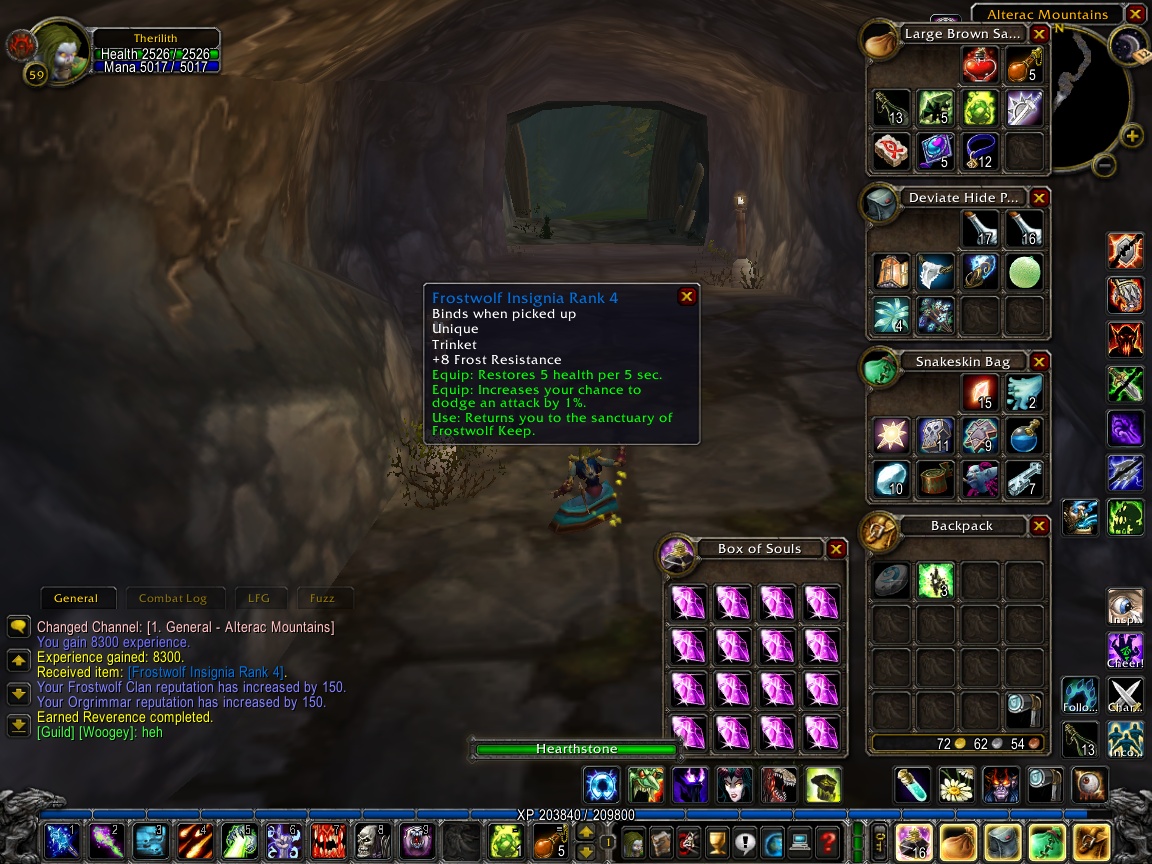 Therilith
Health 2526 / 2526
Mana 5017 / 5017
59
Alterac Mountains
N
Large Brown Sa...
5
13
5
5
12
Deviate Hide P...
17
16
4
Snakeskin Bag
15
2
11
9
10
7
Backpack
3
72 62 54
Frostwolf Insignia Rank 4
Binds when picked up
Unique
Trinket
+8 Frost Resistance
Equip: Restores 5 health per 5 sec.
Equip: Increases your chance to
dodge an attack by 1%.
Use: Returns you to the sanctuary of
Frostwolf Keep.
Box of Souls
General
Combat Log
LFG
Fuzz
Changed Channel: [1. General - Alterac Mountains]
You gain 8300 experience.
Experience gained: 8300.
Received item: [Frostwolf Insignia Rank 4].
Your Frostwolf Clan reputation has increased by 150.
Your Orgrimmar reputation has increased by 150.
Earned Reverence completed.
[Guild] [Woogey]: heh
Hearthstone
Cheer!
Follo...
Char...
13
XP 203840 / 209800
1
2
3
4
5
6
7
8
9
5
1
16